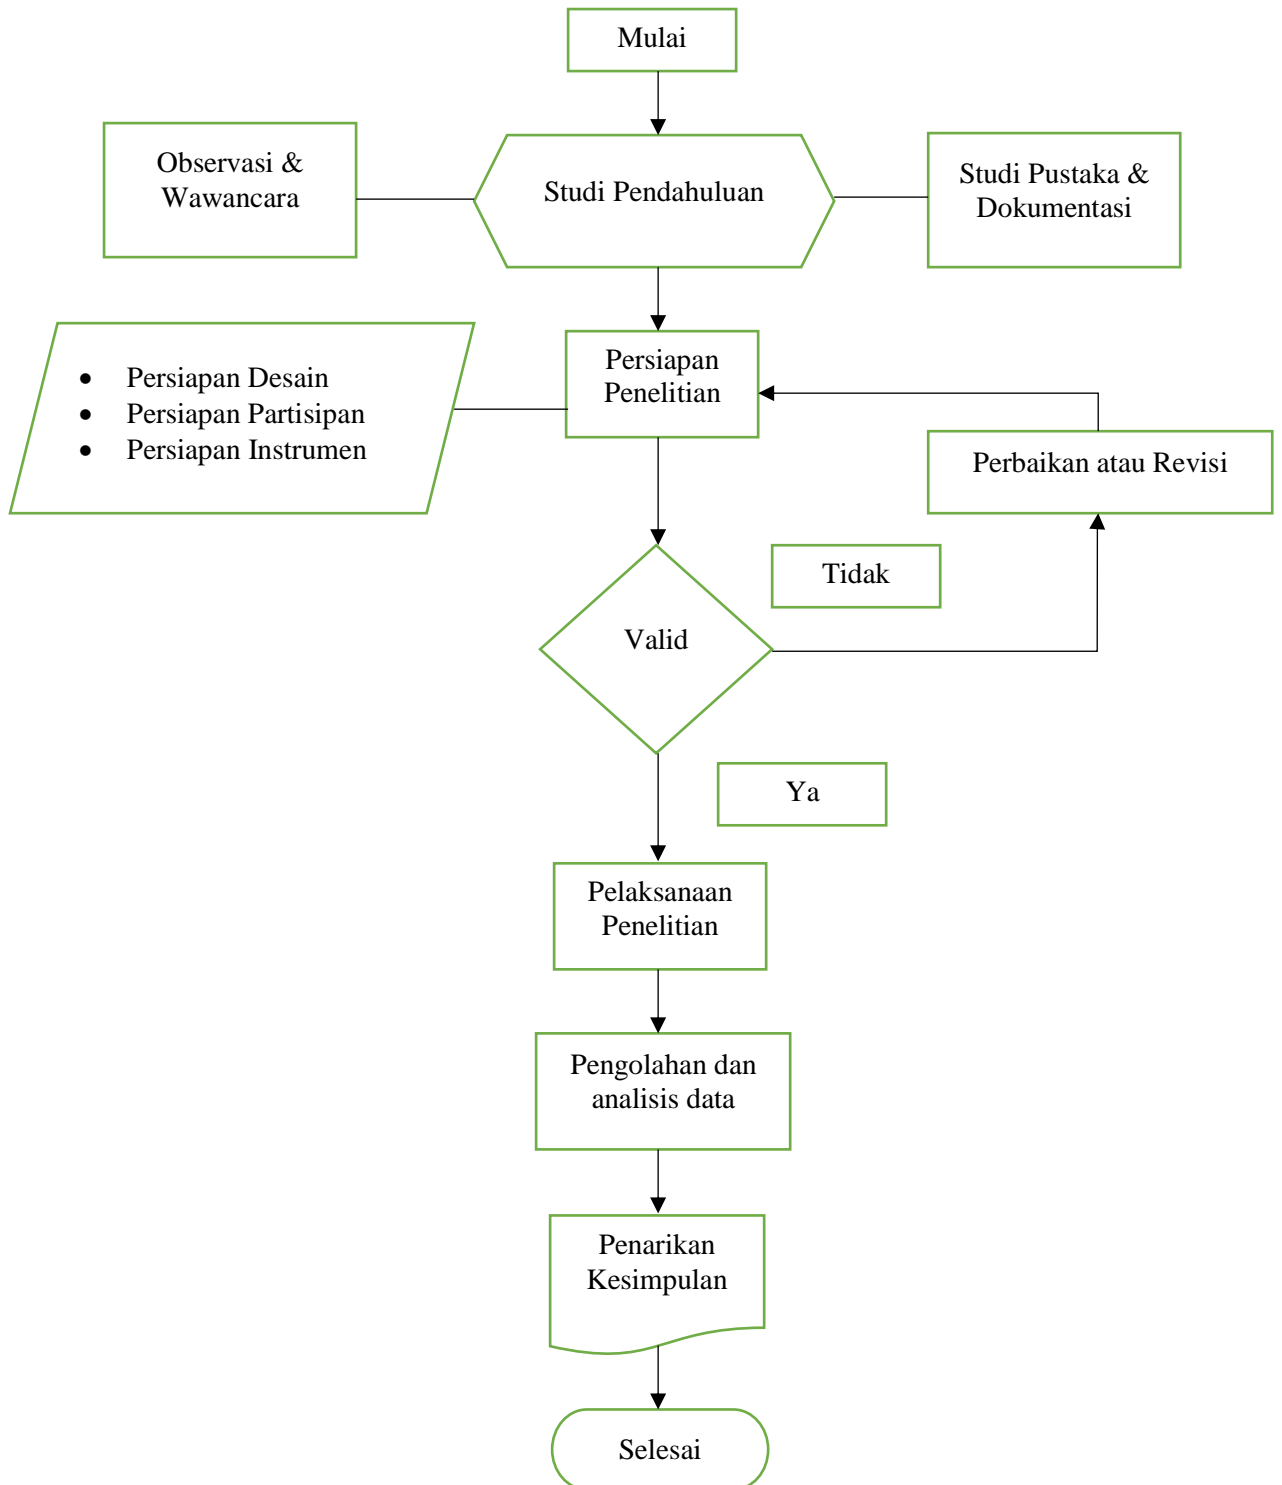 Mulai
Observasi &
Wawancara
Studi Pendahuluan
Studi Pustaka &
Dokumentasi
• Persiapan Desain
• Persiapan Partisipan
• Persiapan Instrumen
Persiapan
Penelitian
Perbaikan atau Revisi
Tidak
Valid
Ya
Pelaksanaan
Penelitian
Pengolahan dan
analisis data
Penarikan
Kesimpulan
Selesai